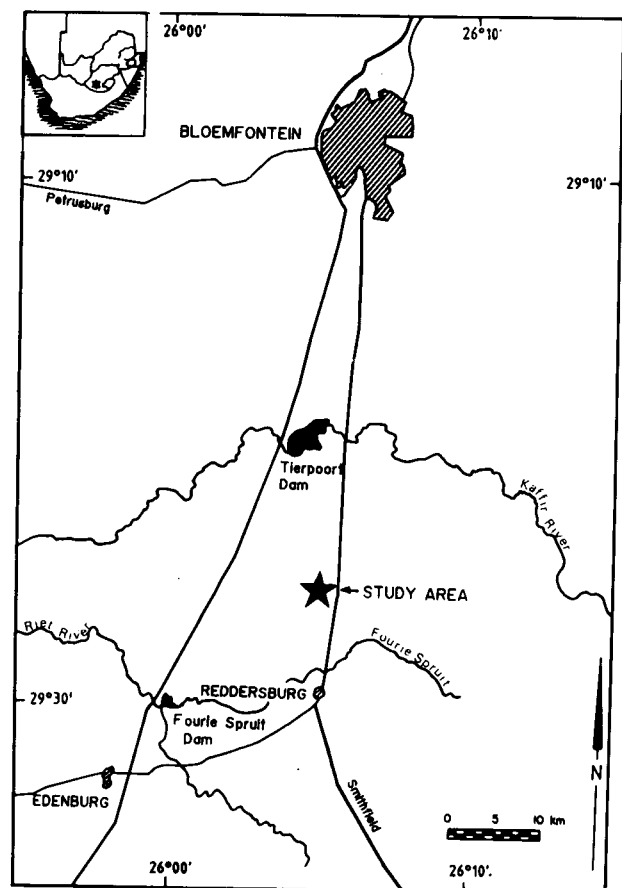 26°00'
26°10'
BLOEMFONTEIN
29°10'
29°10'
Petrusburg
Tierpoort
Dam
Kaffir River
STUDY AREA
Riet River
Fourie Spruit
REDDERSBURG
29°30'
Fourie Spruit
Dam
EDENBURG
Smithfield
N
0 5 10 km
26°00'
26°10'